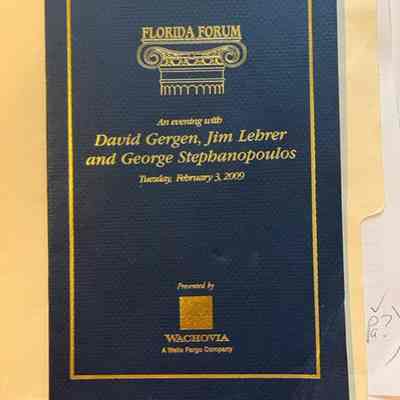 FLORIDA FORUM
An evening with
David Gergen, Jim Lehrer
and George Stephanopoulos
Tuesday, February 3, 2009
Presented by
WACHOVIA
A Wells Fargo Company